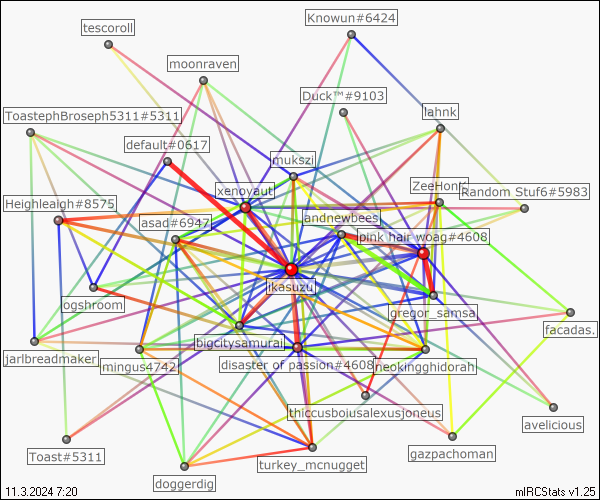 Knowun#6424
tescoroll
moonraven
Duck™#9103
lahnk
ToastephBroseph5311#5311
default#0617
mukszi
xenoyaut
ZeeHontz
Random Stuf6#5983
Heighleaigh#8575
andnewbees
asad#6947
pink hair woag#4608
jikasuzu
ogshroom
gregor_samsa
facadas.
bigcitysamurai
jarlbreadmaker
mingus4742
disaster of passion#4608
neokingghidorah
thiccusboiusalexusjoneus
avelicious
Toast#5311
turkey_mcnugget
gazpachoman
doggerdig
11.3.2024 7:20
mIRCStats v1.25